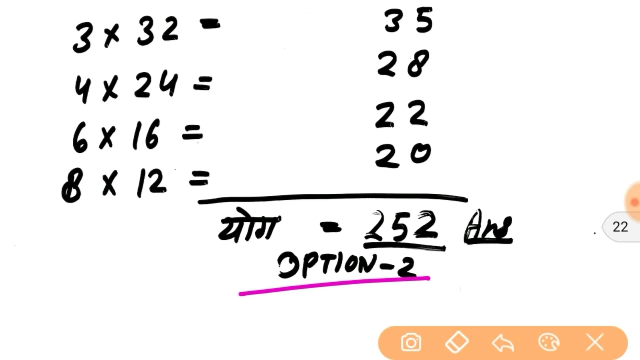 3 × 32 = 35
4 × 24 = 28
6 × 16 = 22
8 × 12 = 20
योग = 252 Ans
OPTION-2
22